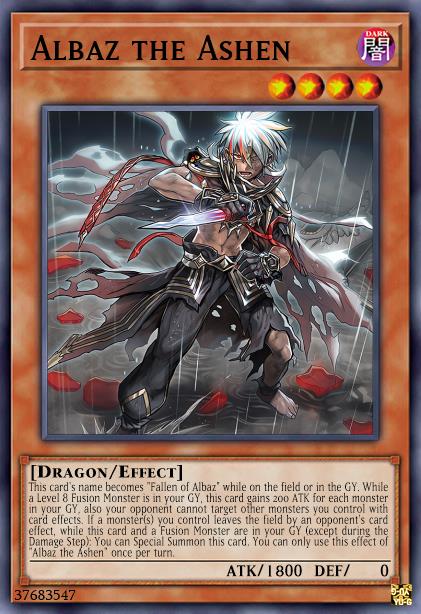 ALBAZ THE ASHEN
DARK
闇
[DRAGON/EFFECT]
This card's name becomes "Fallen of Albaz" while on the field or in the GY. While
a Level 8 Fusion Monster is in your GY, this card gains 200 ATK for each monster
in your GY, also your opponent cannot target other monsters you control with
card effects. If a monster(s) you control leaves the field by an opponent's card
effect, while this card and a Fusion Monster are in your GY (except during the
Damage Step): You can Special Summon this card. You can only use this effect of
"Albaz the Ashen" once per turn.
ATK/1800 DEF/ 0
37683547